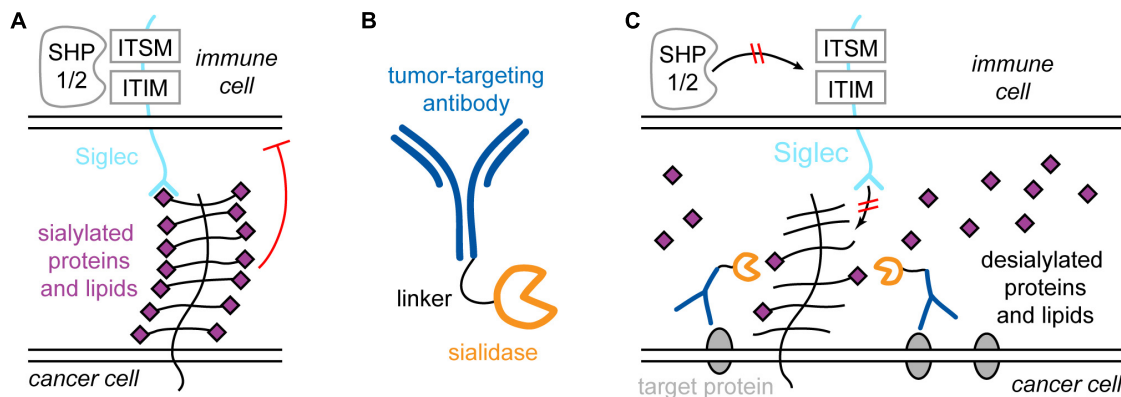 A
SHP
1/2
ITSM
ITIM
immune
cell
Siglec
sialylated
proteins
and lipids
cancer cell
B
tumor-targeting
antibody
linker
sialidase
C
SHP
1/2
ITSM
ITIM
immune
cell
Siglec
desialylated
proteins
and lipids
target protein
cancer cell